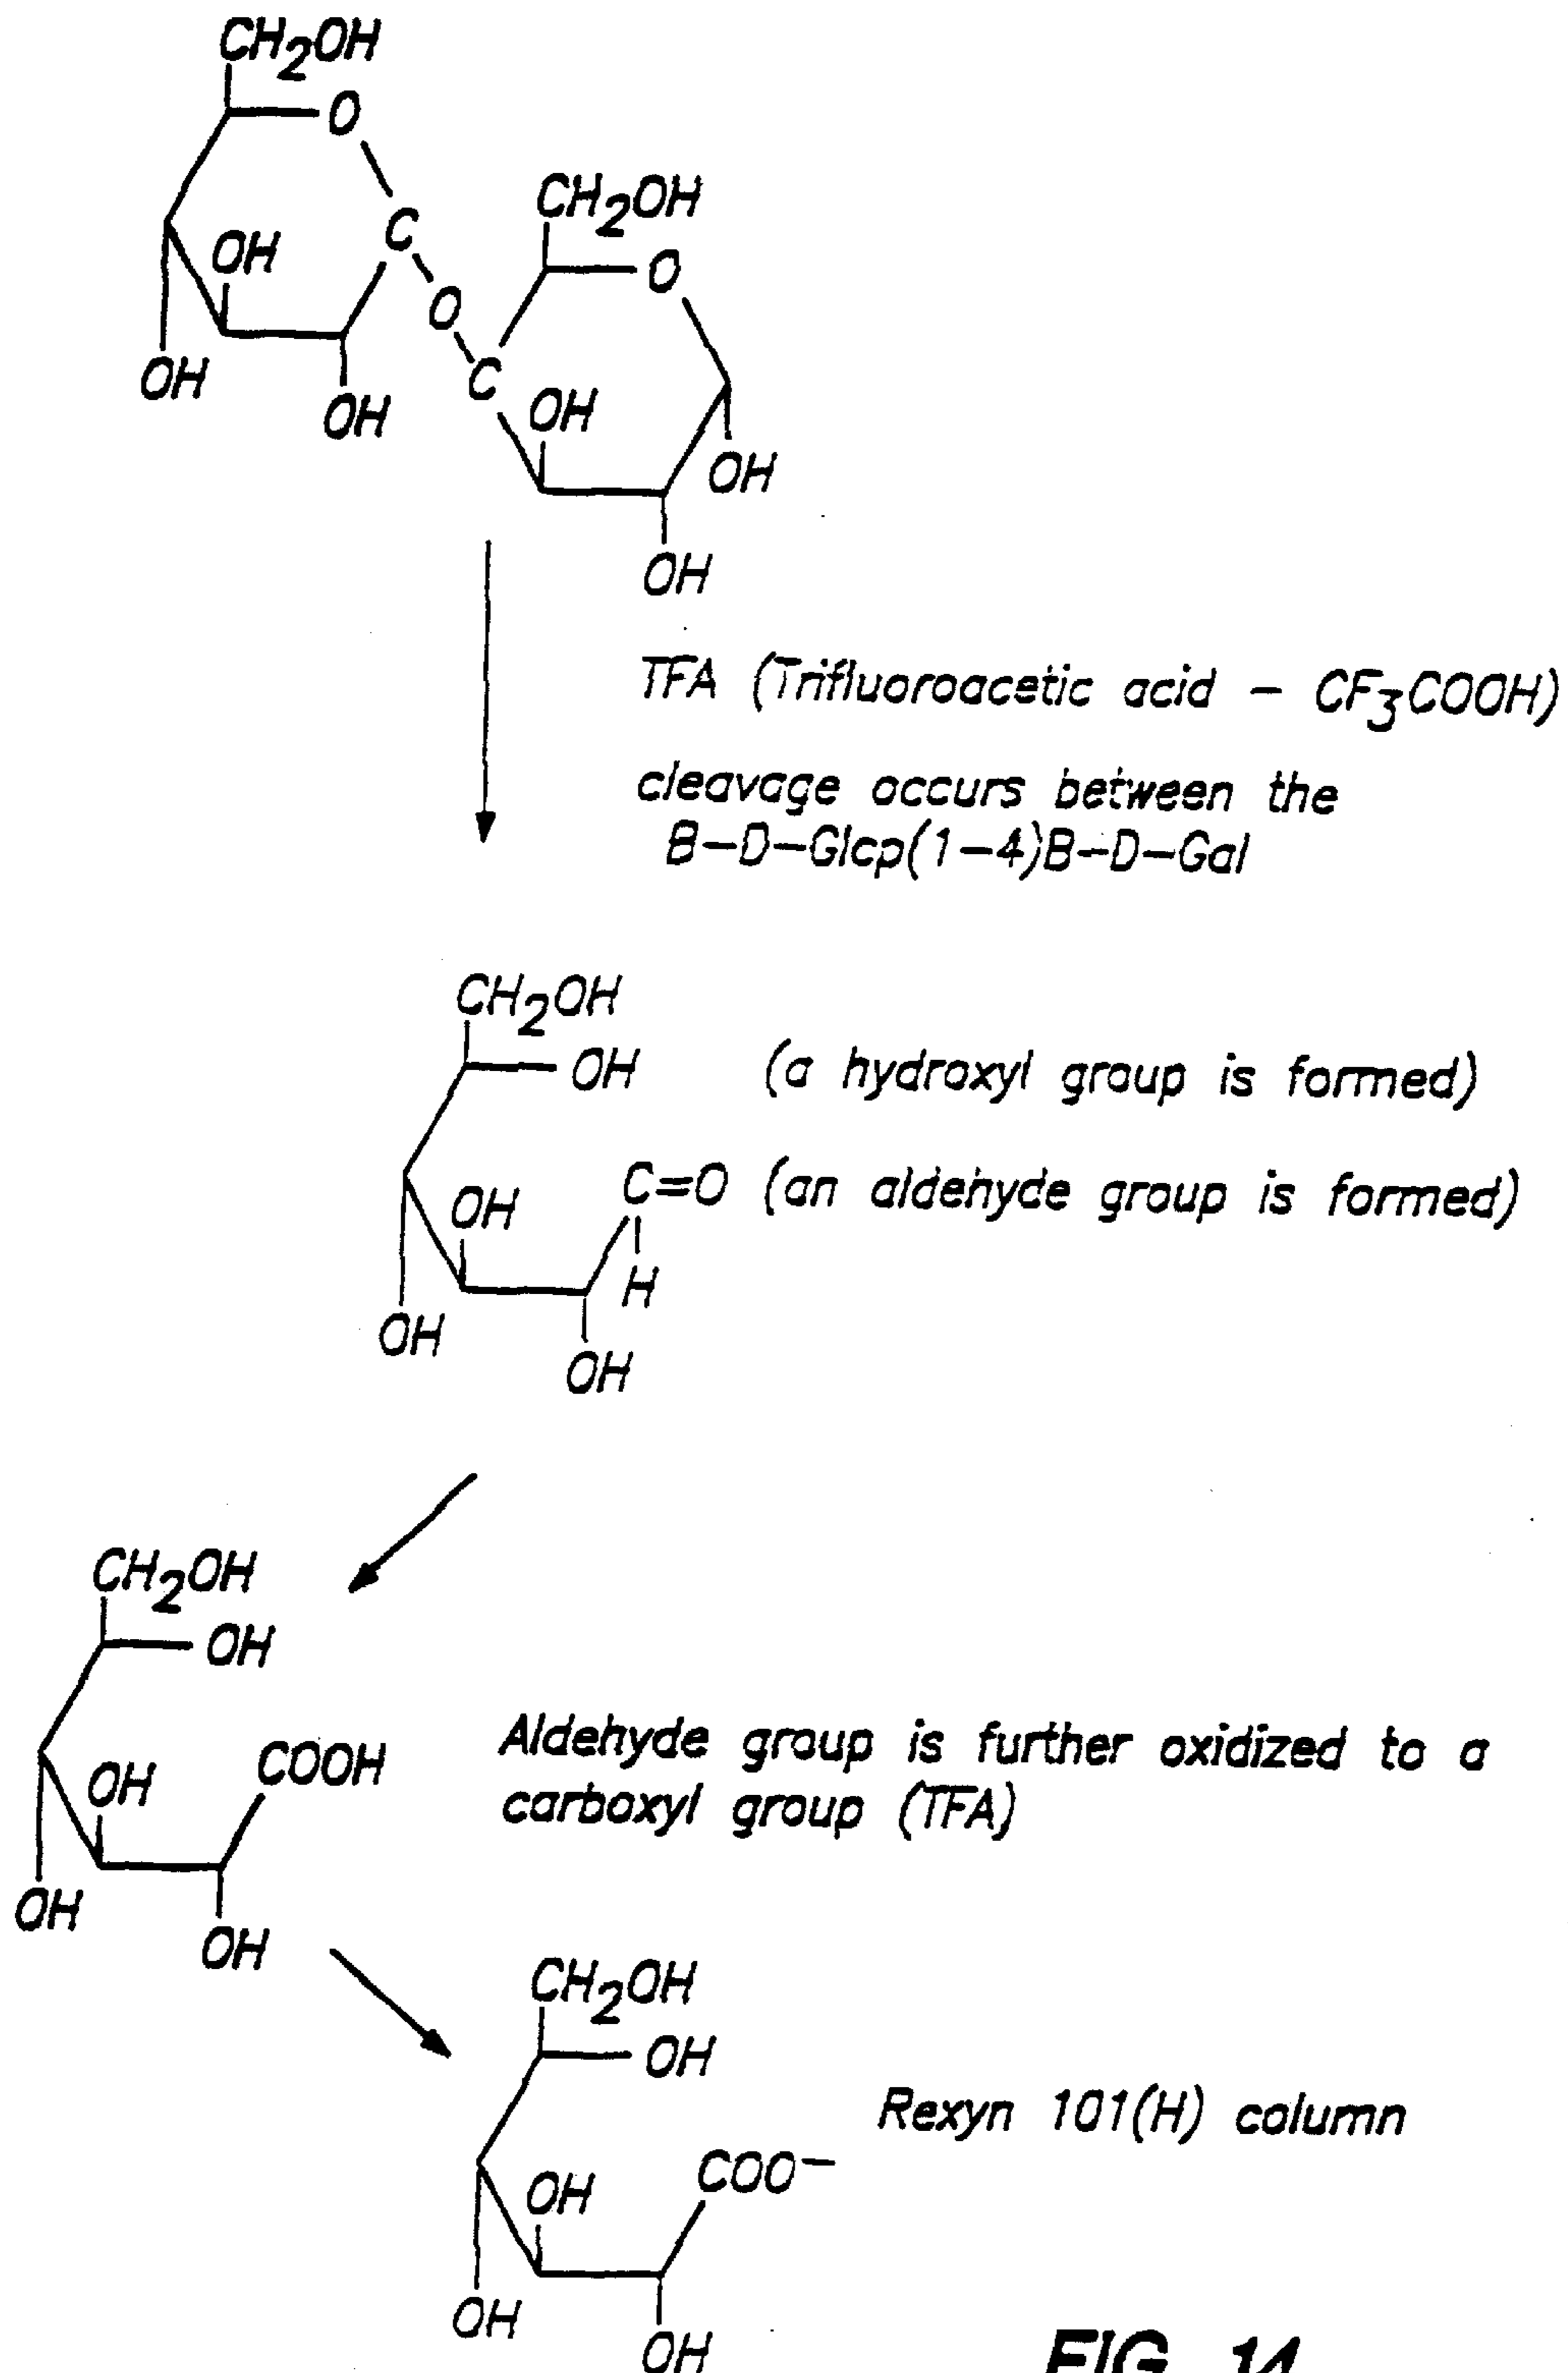 CH2OH
O
C
CH2OH
OH
O
O
OH
C
OH
OH
OH
OH
TFA (Trifluoroacetic acid – CF3COOH)
cleavage occurs between the
B–D–Glcp(1–4)B–D–Gal
CH2OH
OH (a hydroxyl group is formed)
C=O (an aldehyde group is formed)
OH
H
OH
OH
CH2OH
OH
Aldehyde group is further oxidized to a
COOH
OH
carboxyl group (TFA)
OH
OH
CH2OH
OH
Rexyn 101(H) column
COO–
OH
OH
OH
FIG. 14